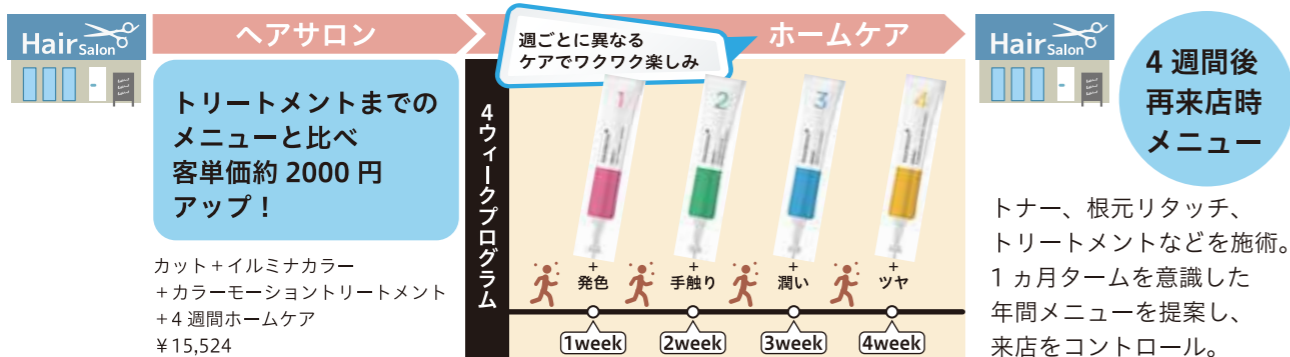 Hair Salon
ヘアサロン
トリートメントまでの
メニューと比べ
客単価約 2000 円
アップ！
カット＋イルミナカラー
＋カラーモーショントリートメント
＋4 週間ホームケア
￥15,524
4ウィークプログラム
週ごとに異なる
ケアでワクワク楽しみ
ホームケア
1
2
3
4
＋
発色
＋
手触り
＋
潤い
＋
ツヤ
1week
2week
3week
4week
Hair Salon
4 週間後
再来店時
メニュー
トナー、根元リタッチ、
トリートメントなどを施術。
1 ヵ月タームを意識した
年間メニューを提案し、
来店をコントロール。